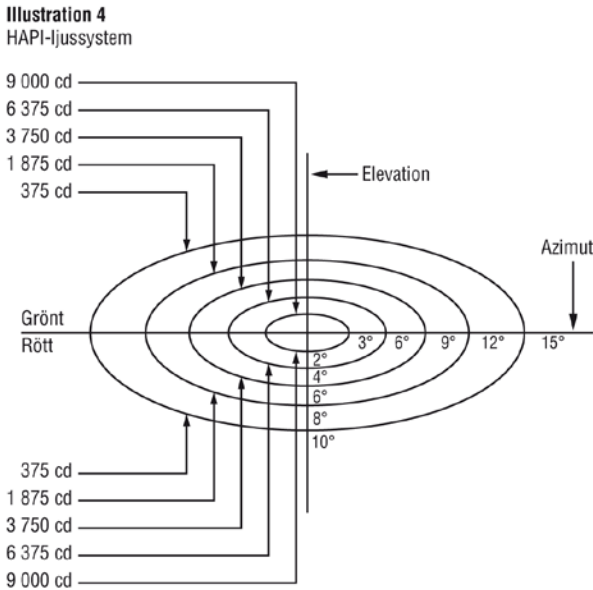 Illustration 4
HAPI-ljussystem
9 000 cd
6 375 cd
3 750 cd
1 875 cd
375 cd
Elevation
Azimut
Grönt
Rött
3° 6° 9° 12° 15°
2°
4°
6°
8°
10°
375 cd
1 875 cd
3 750 cd
6 375 cd
9 000 cd